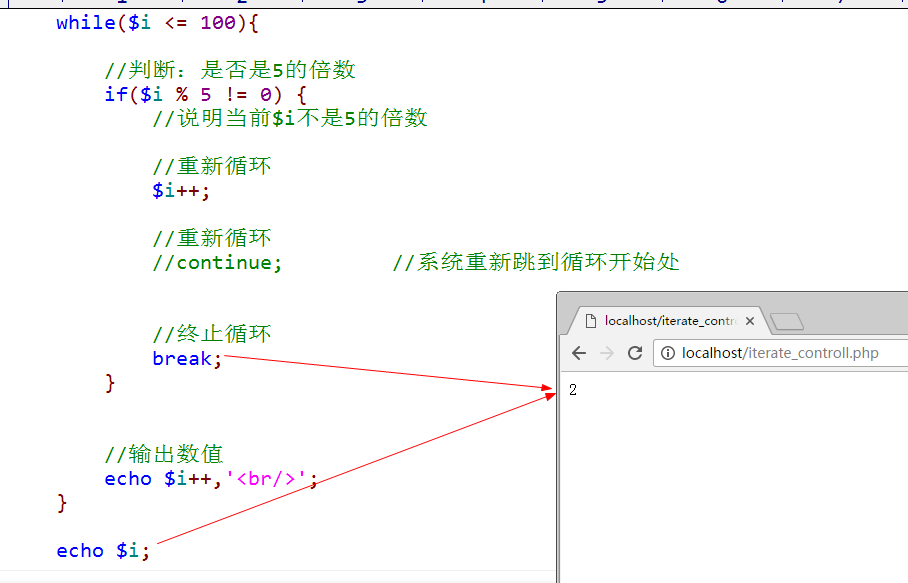 while($i <= 100){
//判断：是否是5的倍数
if($i % 5 != 0) {
//说明当前$i不是5的倍数
//重新循环
$i++;
//重新循环
//continue; //系统重新跳到循环开始处
//终止循环
break;
}
//输出数值
echo $i++,'<br/>';
}
echo $i;
localhost/iterate_contr
localhost/iterate_controll.php
2